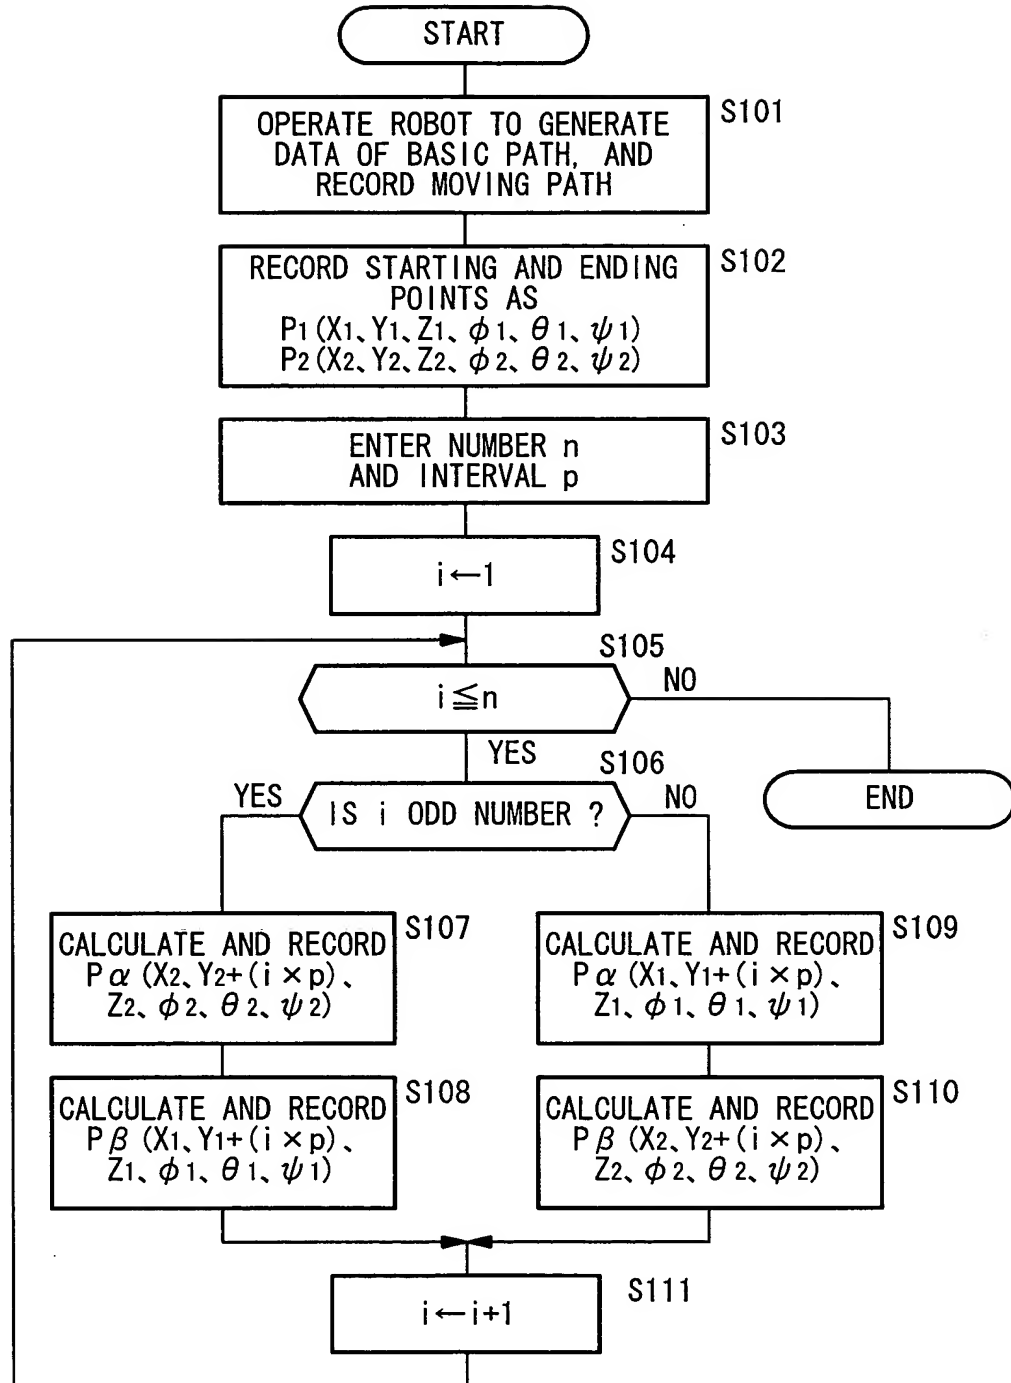 START
S101
OPERATE ROBOT TO GENERATE
DATA OF BASIC PATH, AND
RECORD MOVING PATH
S102
RECORD STARTING AND ENDING
POINTS AS
P1(X1、Y1、Z1、φ1、θ1、ψ1)
P2(X2、Y2、Z2、φ2、θ2、ψ2)
S103
ENTER NUMBER n
AND INTERVAL p
S104
i←1
S105
i≦n
NO
YES
END
S106
IS i ODD NUMBER ?
YES
NO
S107
CALCULATE AND RECORD
Pα (X2、Y2+(i×p)、
Z2、φ2、θ2、ψ2)
S109
CALCULATE AND RECORD
Pα (X1、Y1+(i×p)、
Z1、φ1、θ1、ψ1)
S108
CALCULATE AND RECORD
Pβ (X1、Y1+(i×p)、
Z1、φ1、θ1、ψ1)
S110
CALCULATE AND RECORD
Pβ (X2、Y2+(i×p)、
Z2、φ2、θ2、ψ2)
S111
i←i+1